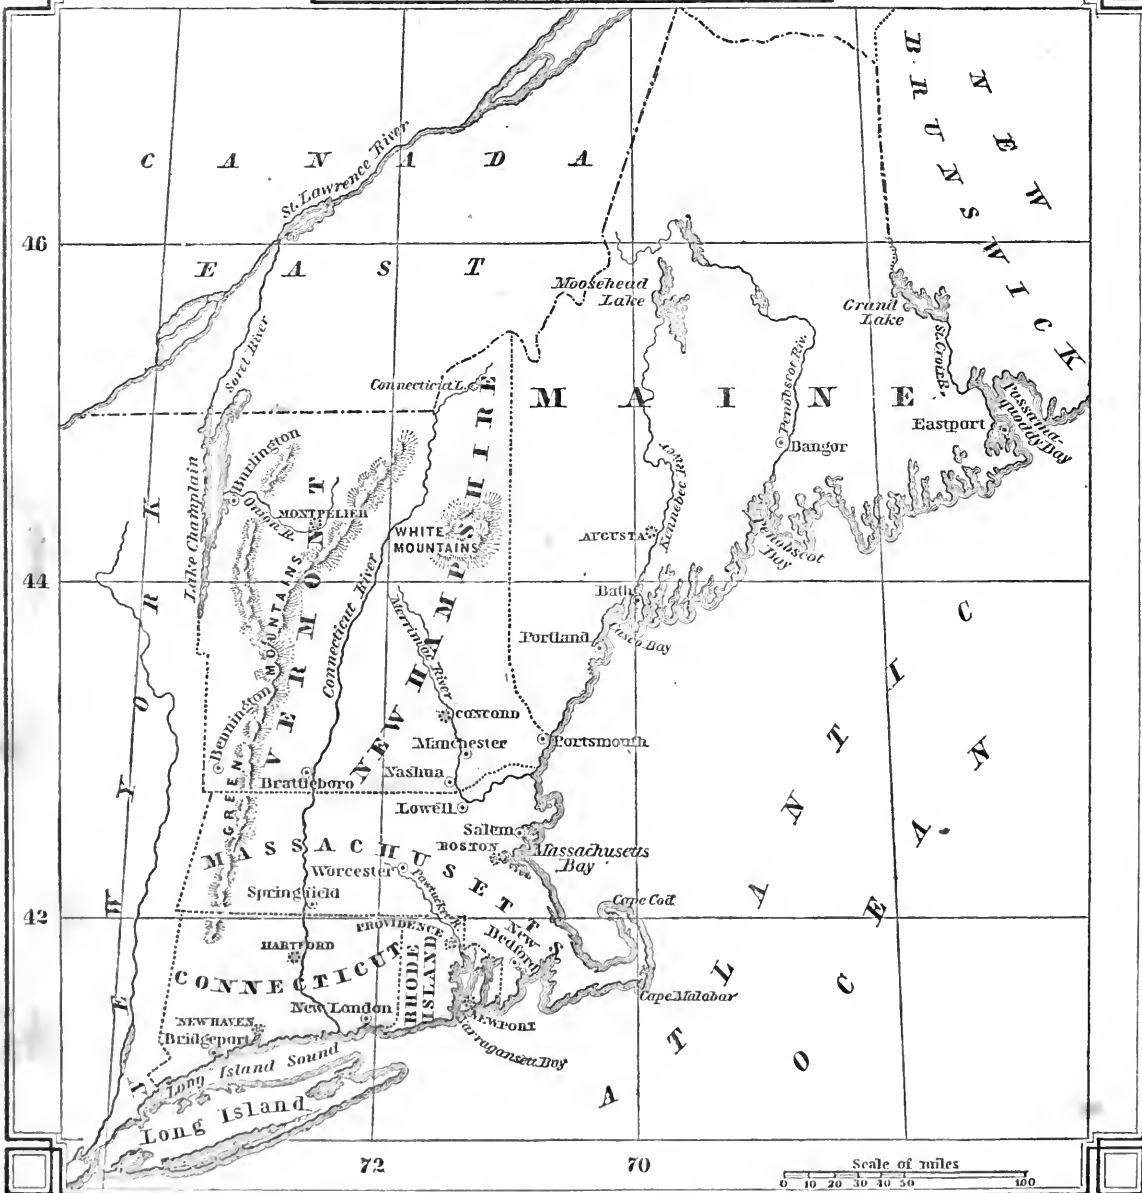 CANADA
EAST
St. Lawrence River
Sorel River
NEW
BRUNSWICK
46
Moosehead
Lake
Grand
Lake
St. Croix R.
Passama-
quoddy Bay
Eastport
Connecticut L.
MAINE
Penobscot Riv.
Bangor
Kennebec River
AUGUSTA
Penobscot
Bay
Lake Champlain
Burlington
Onion R.
MONTPELIER
WHITE
MOUNTAINS
NEW HAMPSHIRE
VERMONT
GREEN MOUNTAINS
Connecticut River
Merrimac River
44
Bath
Portland
Casco Bay
NEW YORK
Bennington
CONCORD
Manchester
Portsmouth
Brattleboro
Nashua
Lowell
Salem
BOSTON
Massachusetts
Bay
MASSACHUSETTS
Worcester
Springfield
Pawtucket R.
Cape Cod
42
PROVIDENCE
New
Bedford
HARTFORD
CONNECTICUT
RHODE
ISLAND
Cape Malabar
New London
NEWHAVEN
Bridgeport
NEWPORT
Narragansett Bay
Long Island Sound
Long Island
ATLANTIC
OCEAN
72
70
Scale of miles
0 10 20 30 40 50 100